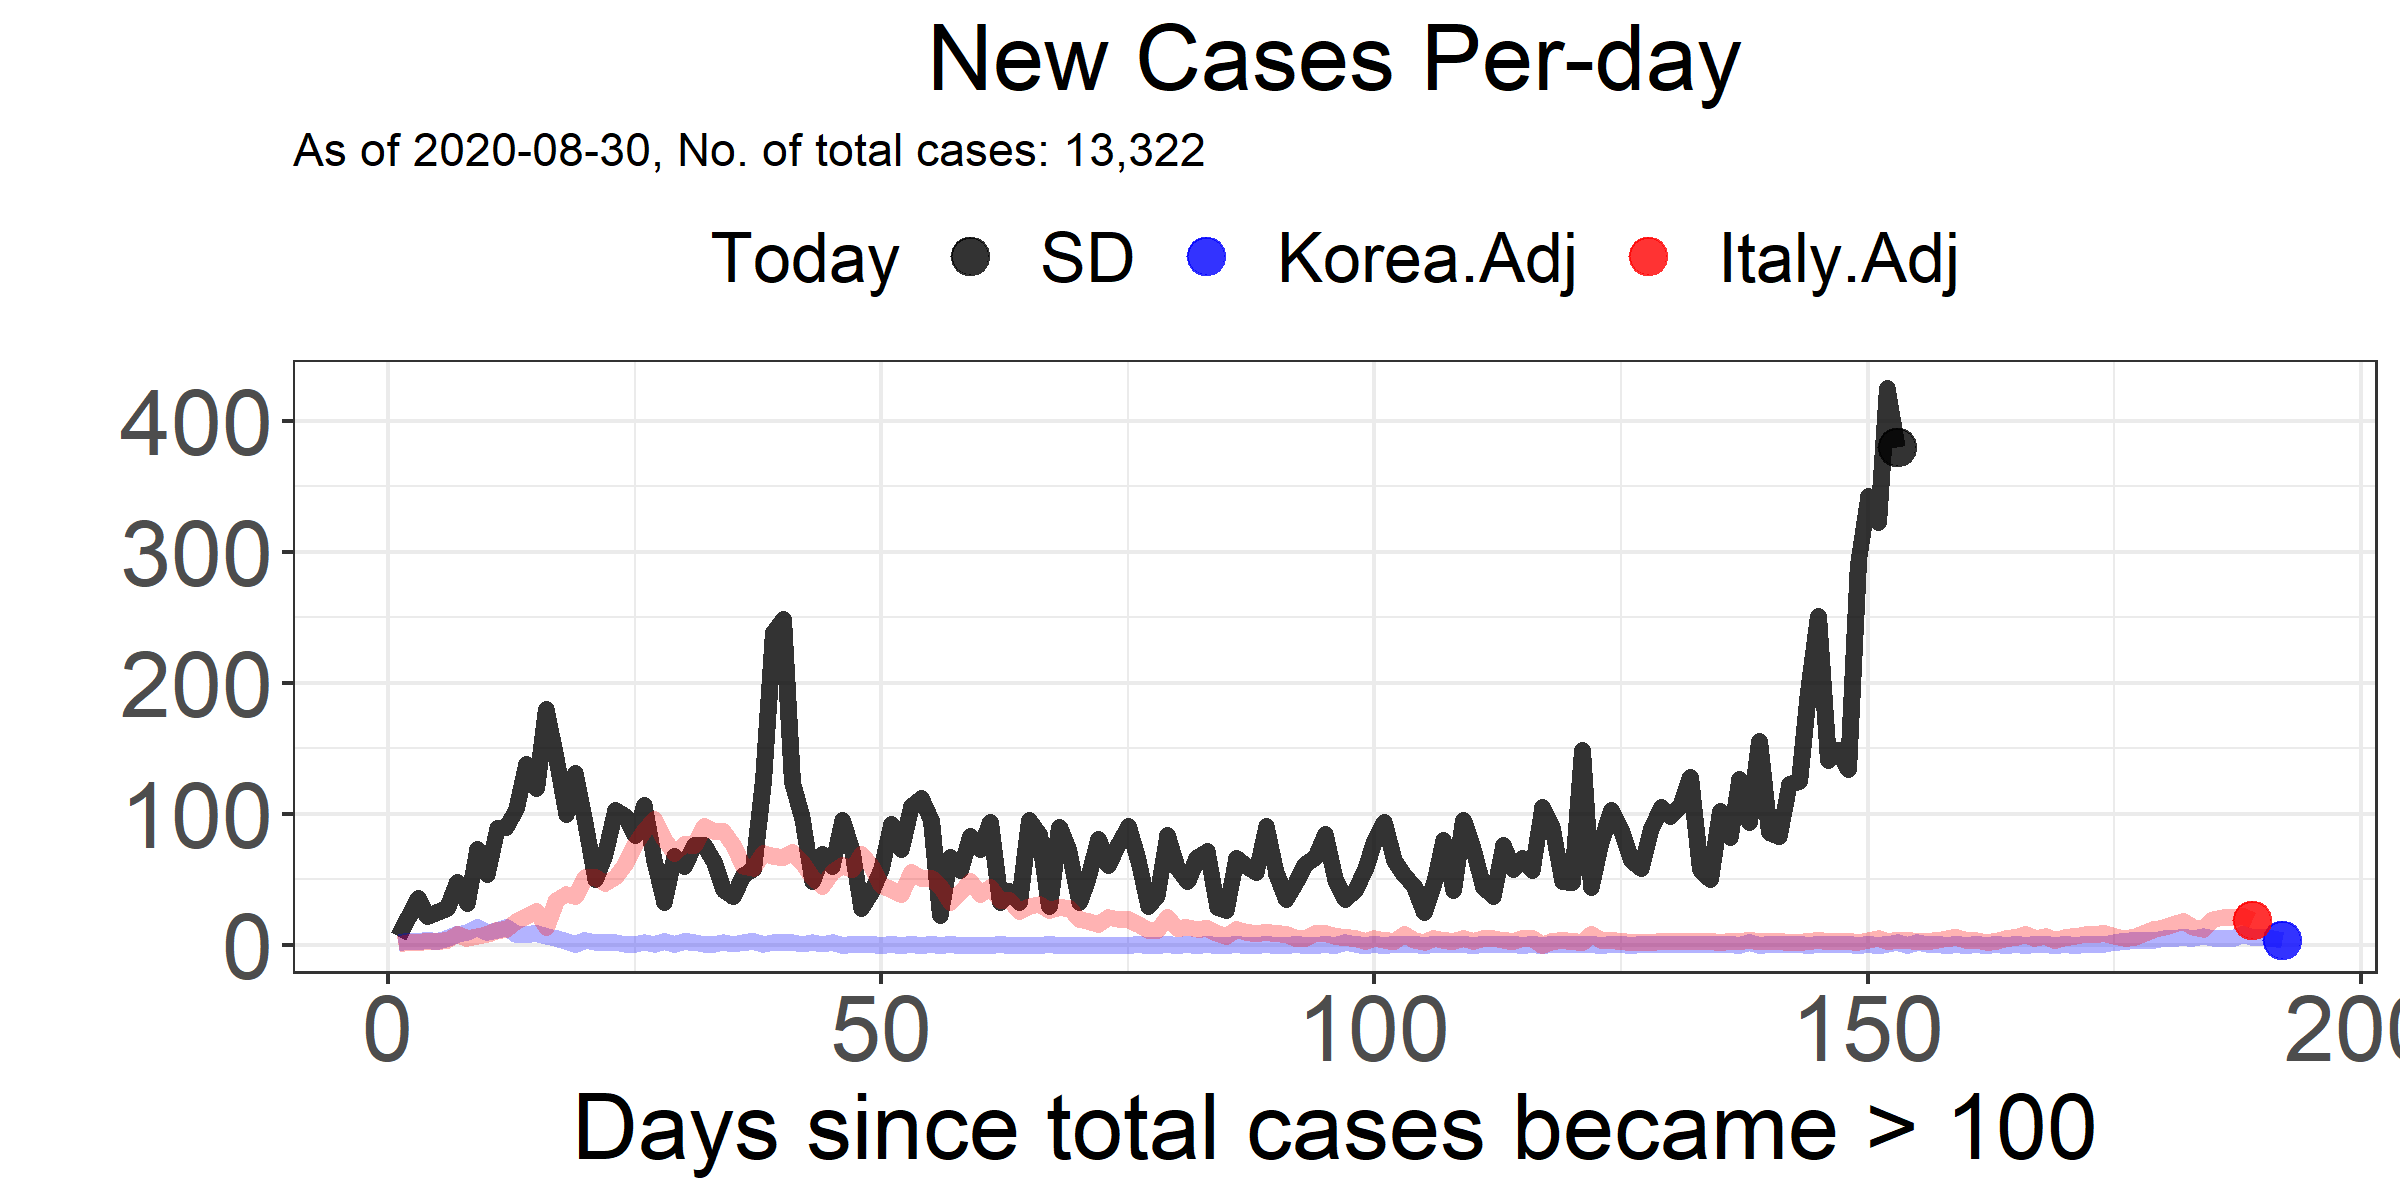 New Cases Per-day
As of 2020-08-30, No. of total cases: 13,322
Today SD Korea.Adj Italy.Adj
400
300
200
100
0
0 50 100 150 200
Days since total cases became > 100